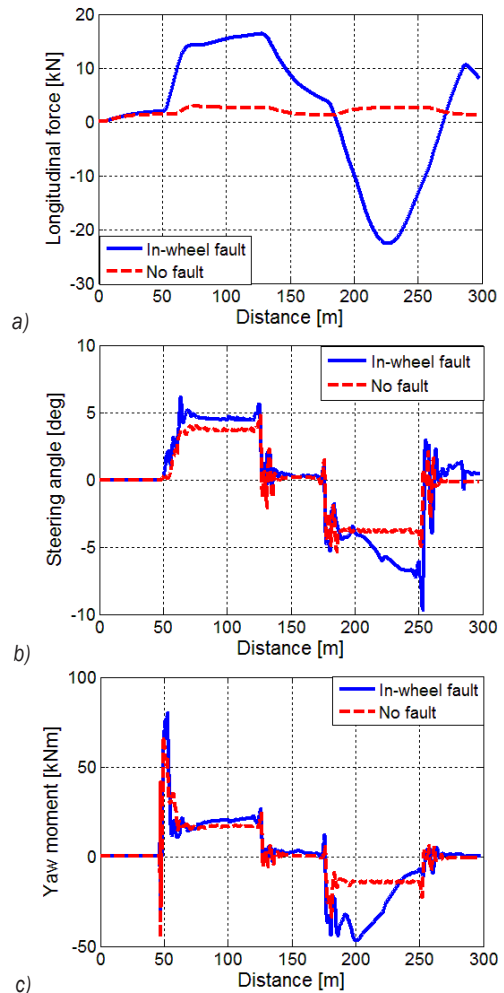 20
10
0
-10
-20
-30
Longitudinal force [kN]
In-wheel fault
No fault
0 50 100 150 200 250 300
Distance [m]
a)
10
5
0
-5
-10
Steering angle [deg]
In-wheel fault
No fault
0 50 100 150 200 250 300
Distance [m]
b)
100
50
0
-50
Yaw moment [kNm]
In-wheel fault
No fault
0 50 100 150 200 250 300
Distance [m]
c)